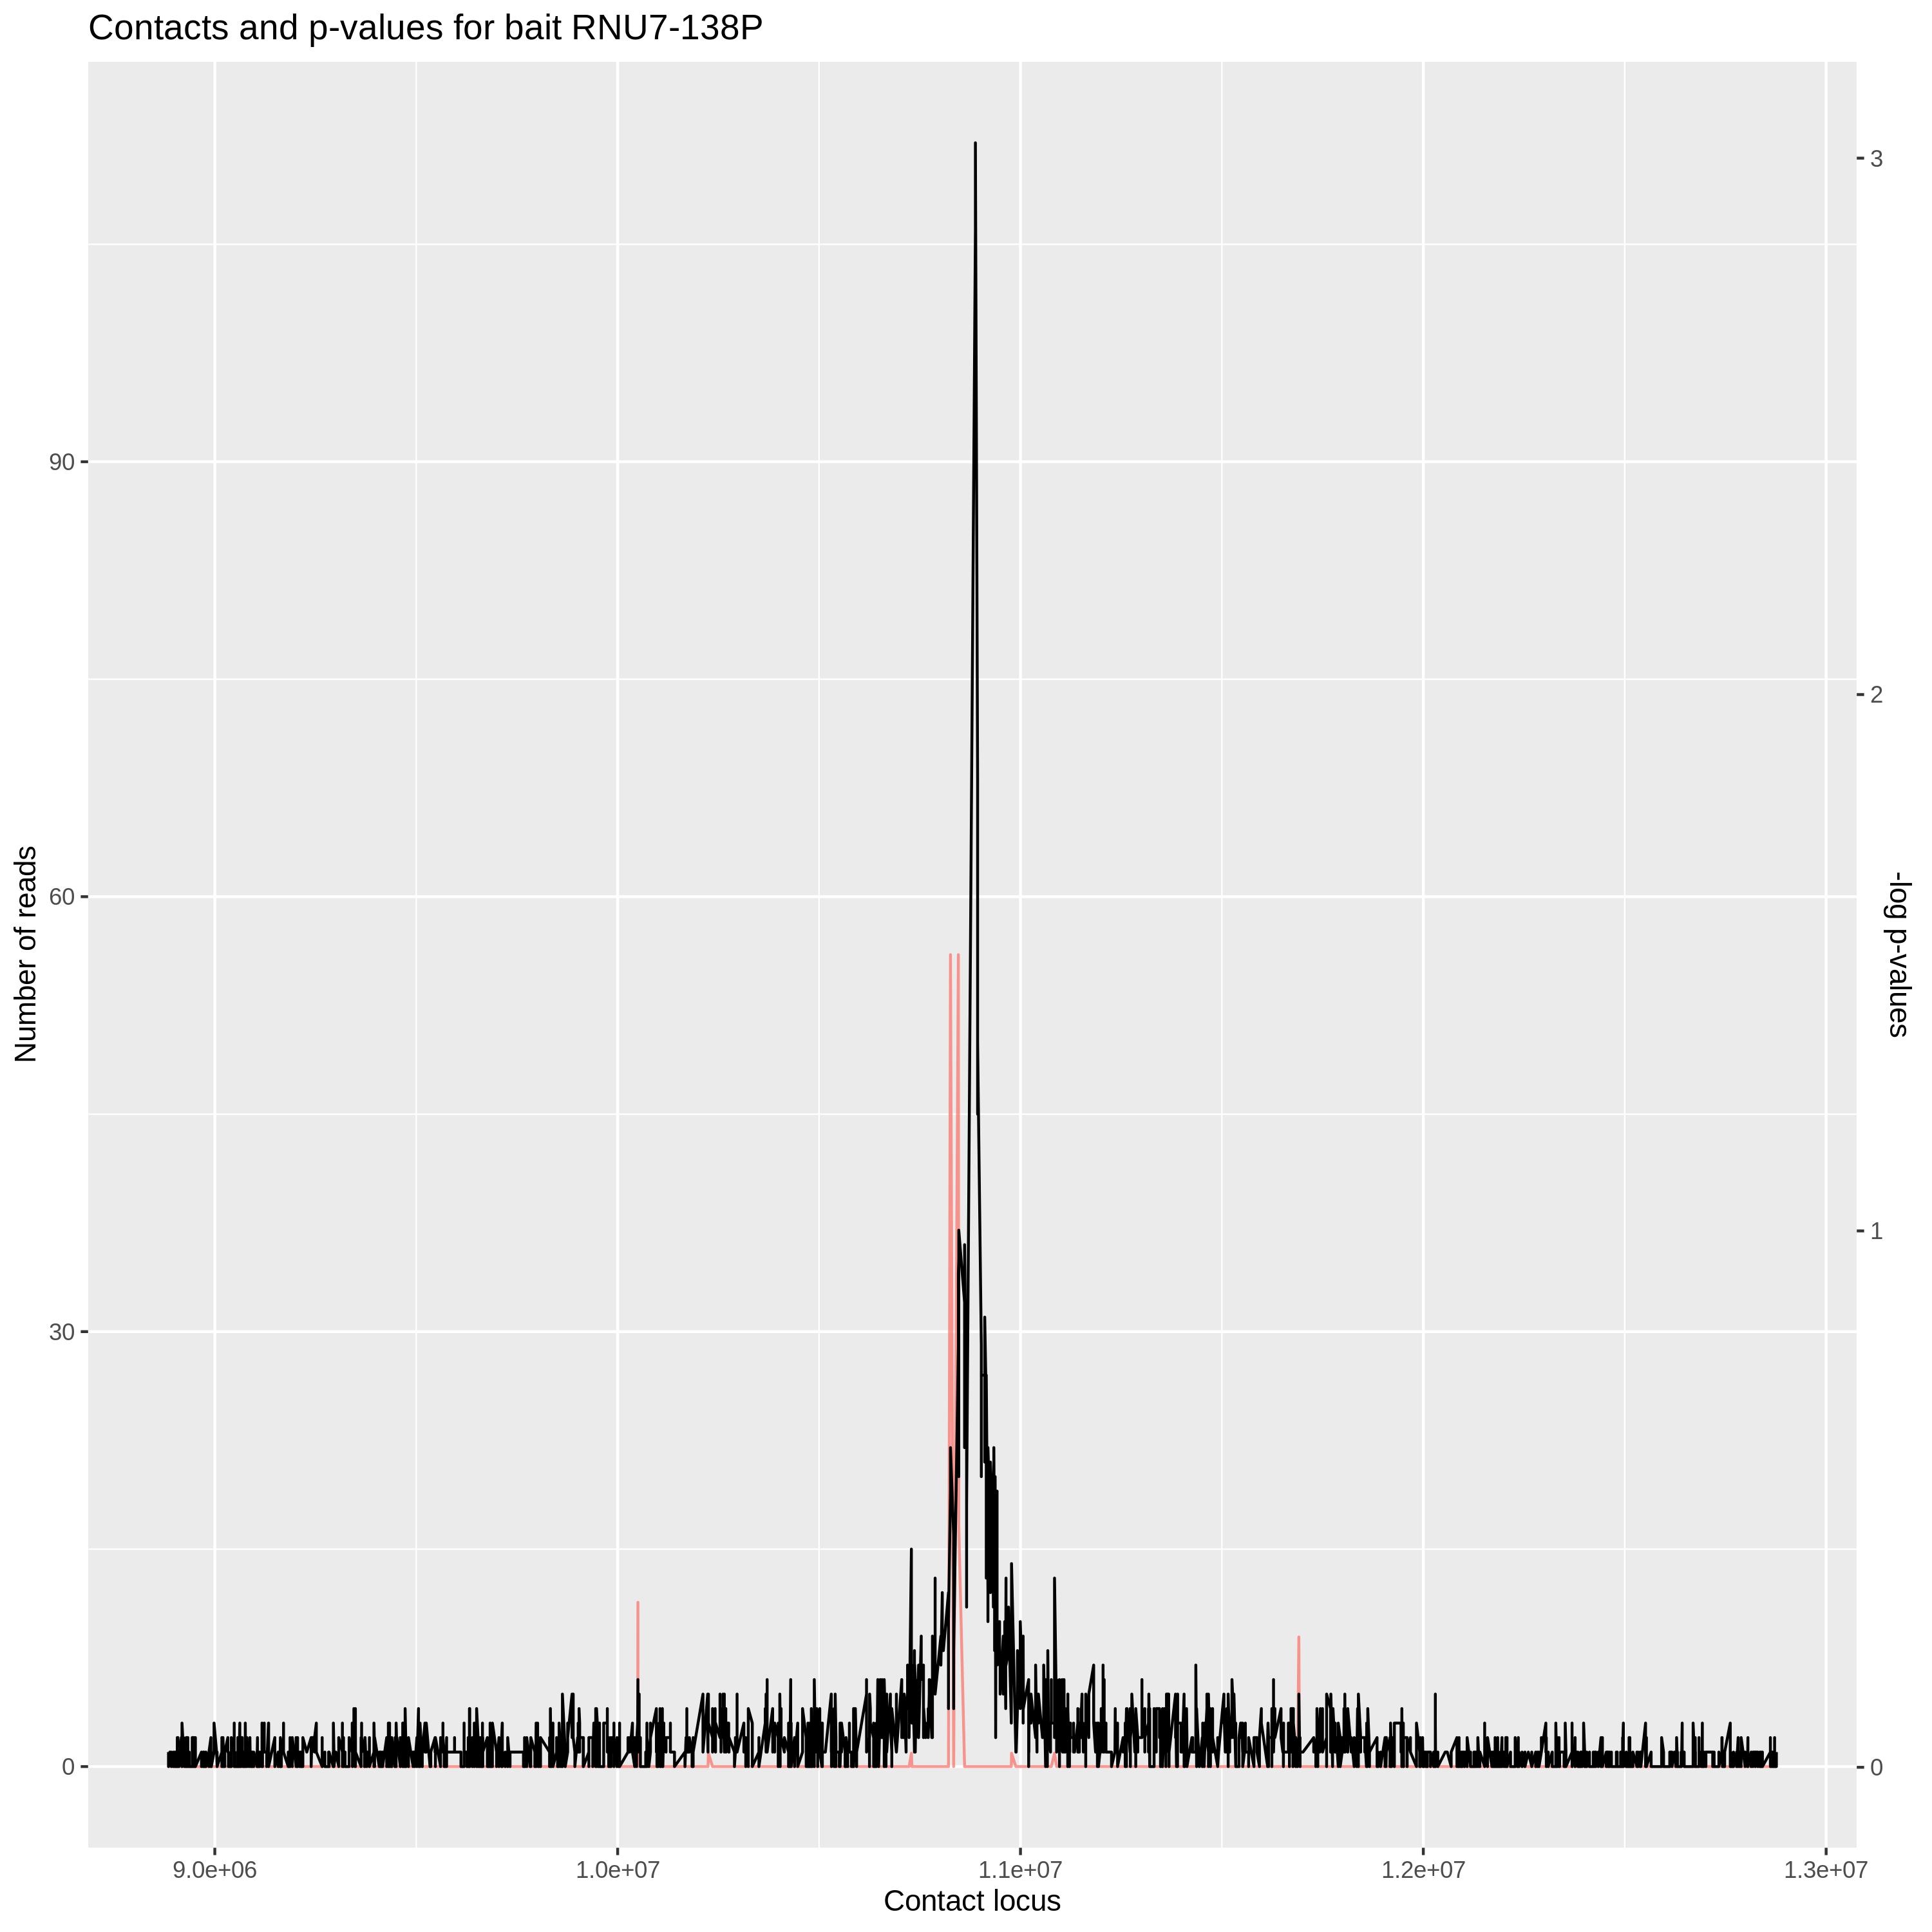 Contacts and p-values for bait RNU7-138P
Number of reads
90
60
30
0
3
2
1
0
-log p-values
9.0e+06
1.0e+07
1.1e+07
1.2e+07
1.3e+07
Contact locus